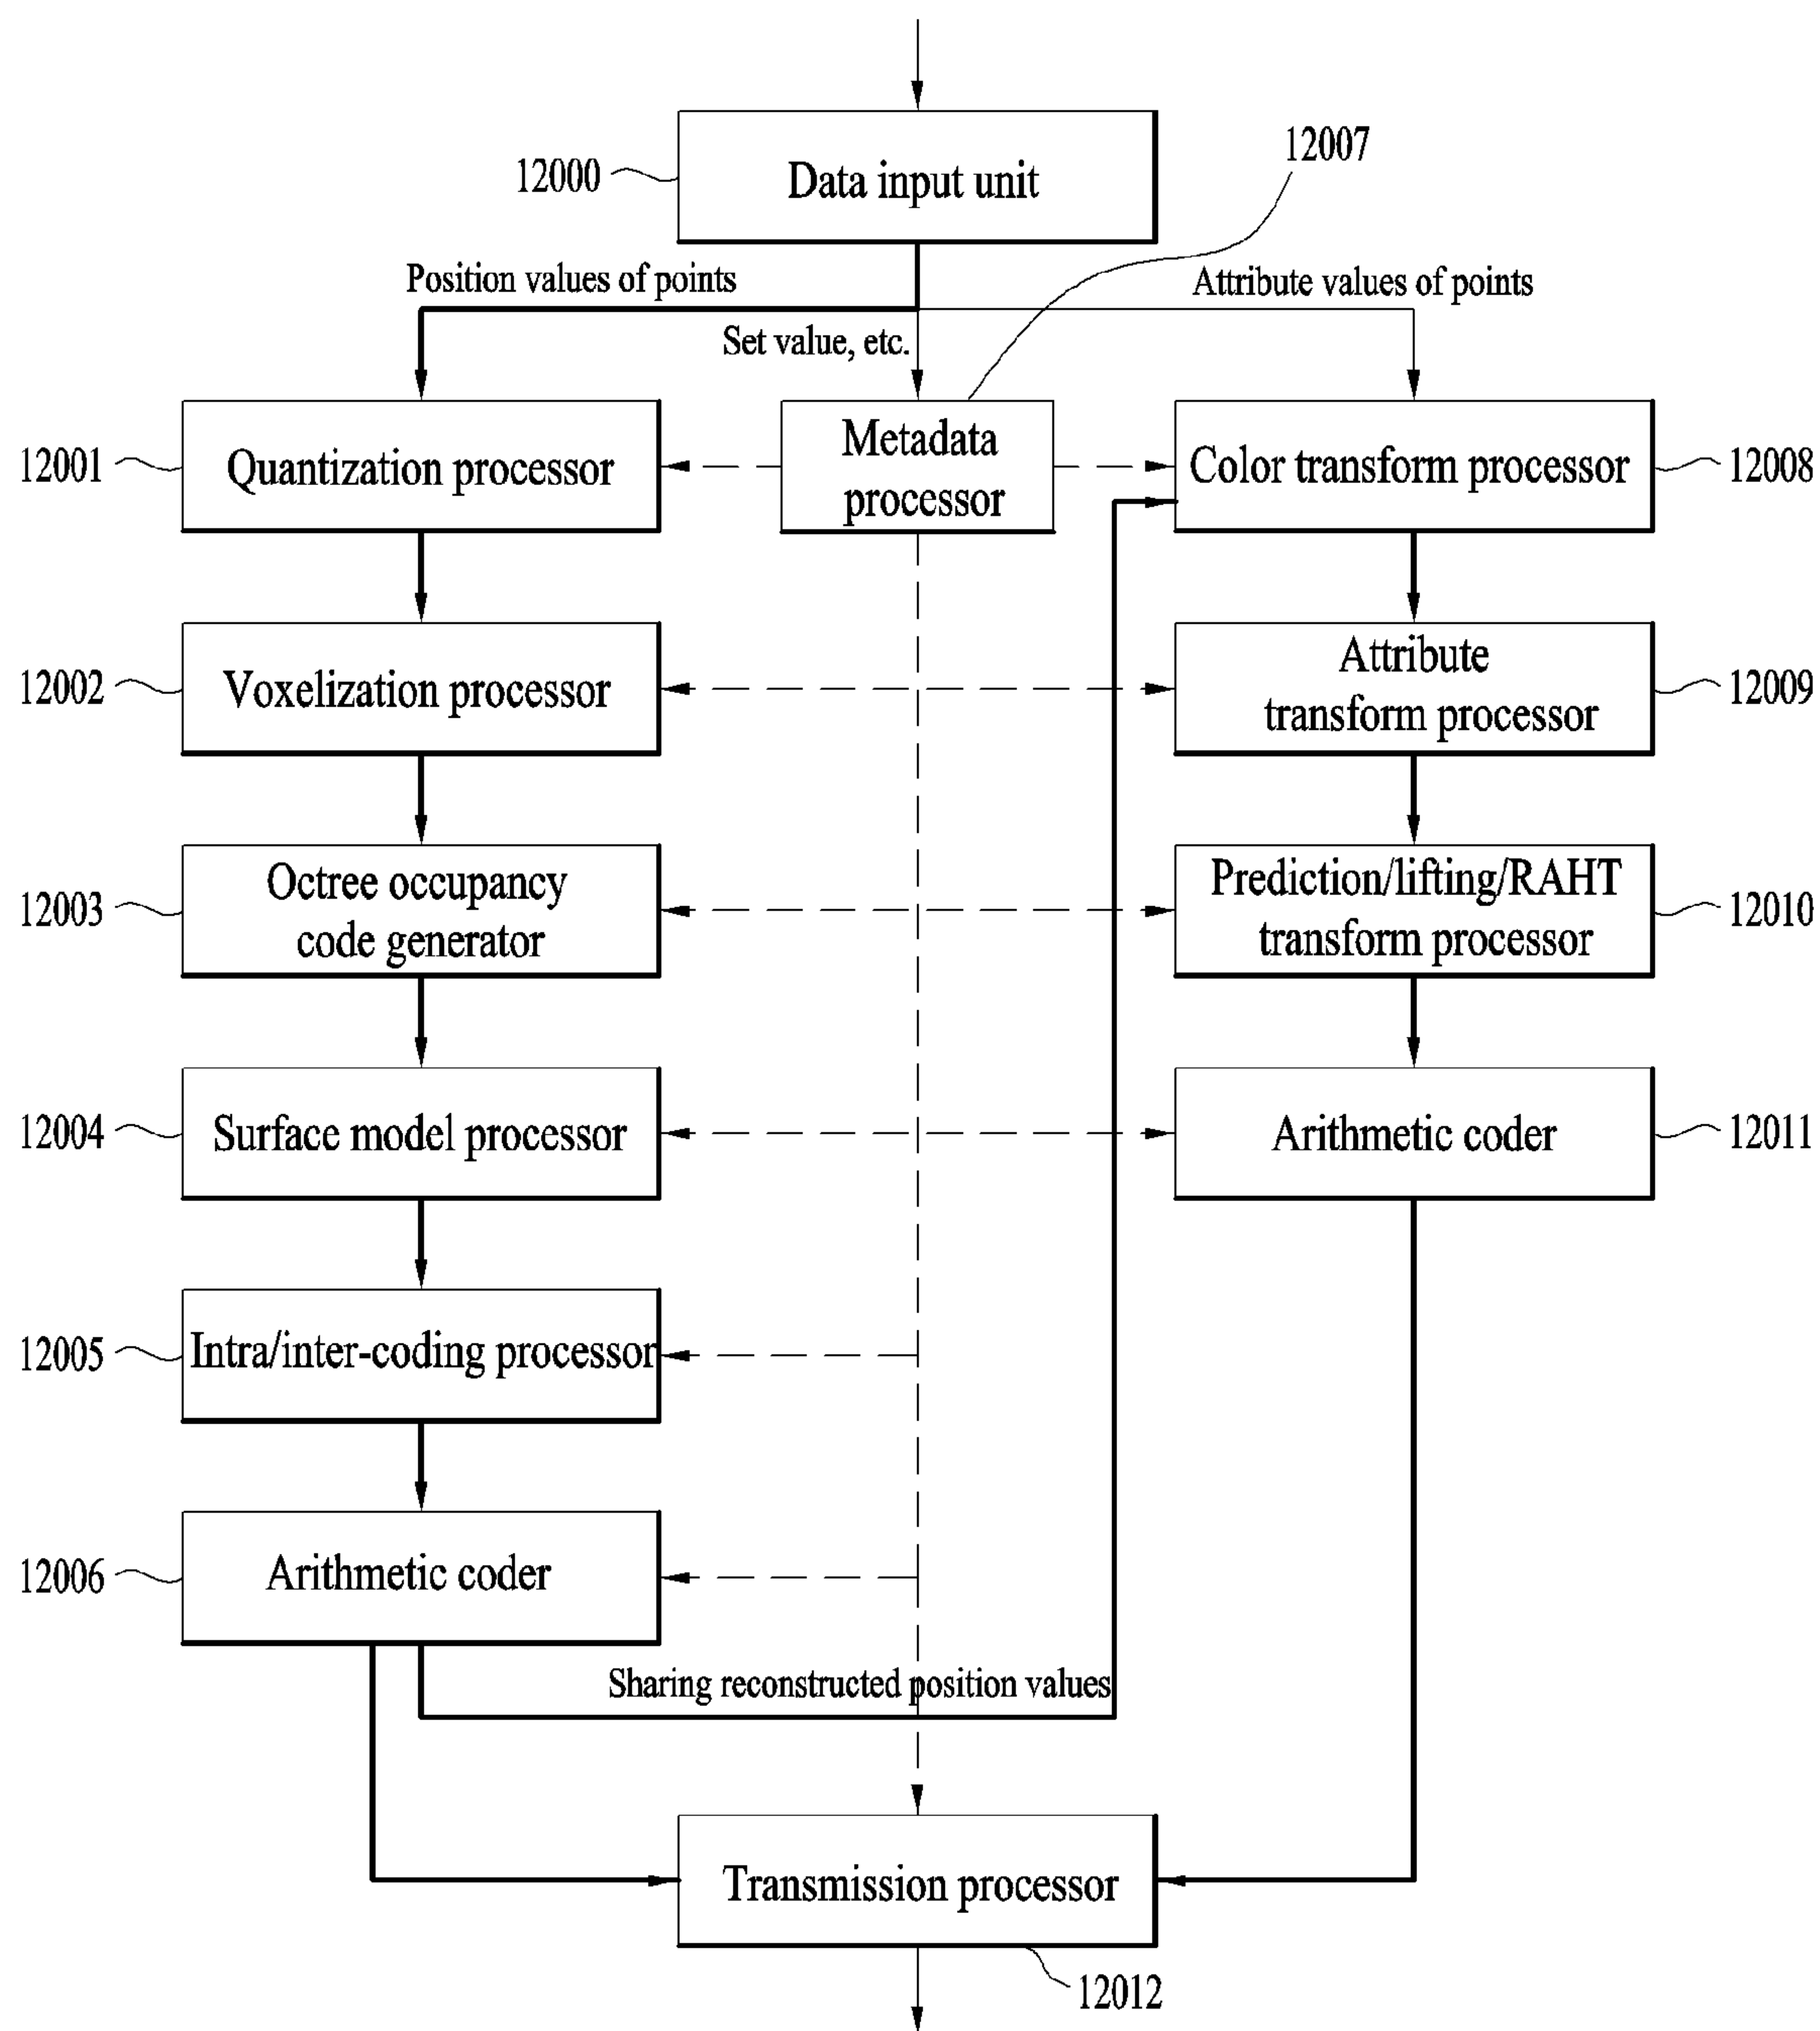 12000
Data input unit
12007
Position values of points
Set value, etc.
Attribute values of points
12001
Quantization processor
Metadata
processor
Color transform processor
12008
12002
Voxelization processor
Attribute
transform processor
12009
12003
Octree occupancy
code generator
Prediction/lifting/RAHT
transform processor
12010
12004
Surface model processor
Arithmetic coder
12011
12005
Intra/inter-coding processor
12006
Arithmetic coder
Sharing reconstructed position values
Transmission processor
12012